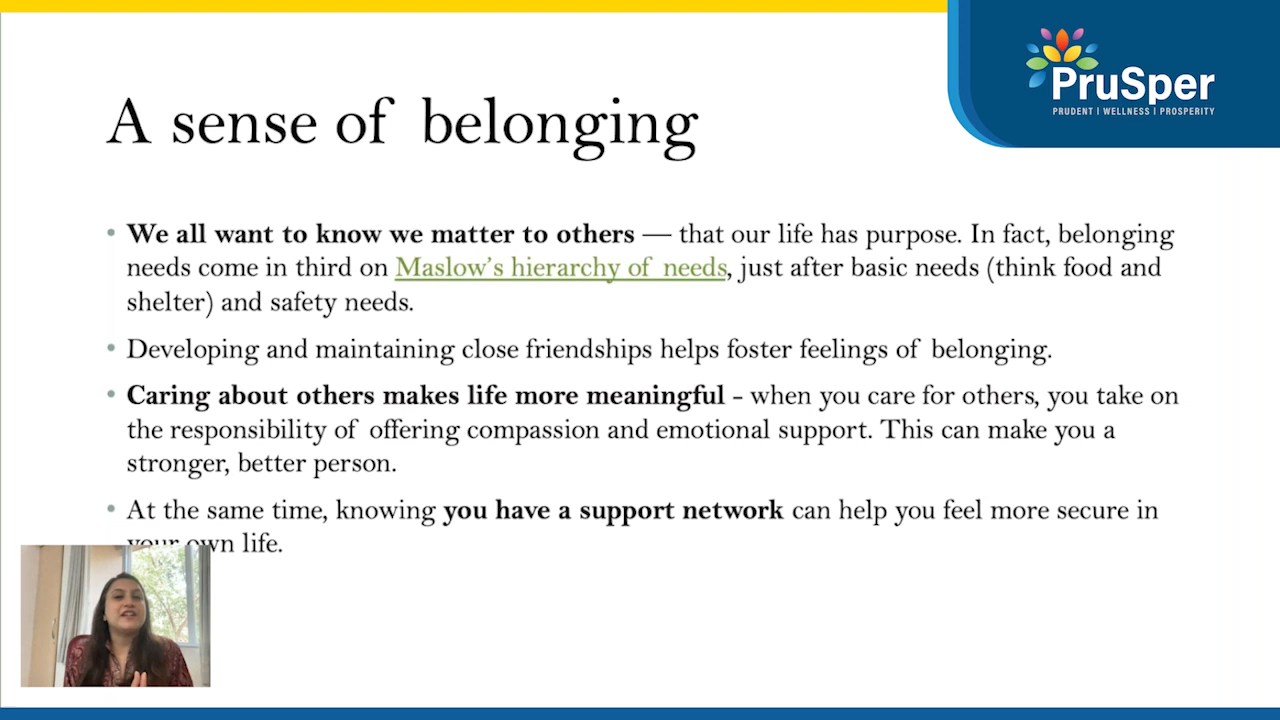 PruSper
PRUDENT | WELLNESS | PROSPERITY
A sense of belonging
• We all want to know we matter to others — that our life has purpose. In fact, belonging
needs come in third on Maslow's hierarchy of needs, just after basic needs (think food and
shelter) and safety needs.
• Developing and maintaining close friendships helps foster feelings of belonging.
• Caring about others makes life more meaningful - when you care for others, you take on
the responsibility of offering compassion and emotional support. This can make you a
stronger, better person.
• At the same time, knowing you have a support network can help you feel more secure in
your own life.